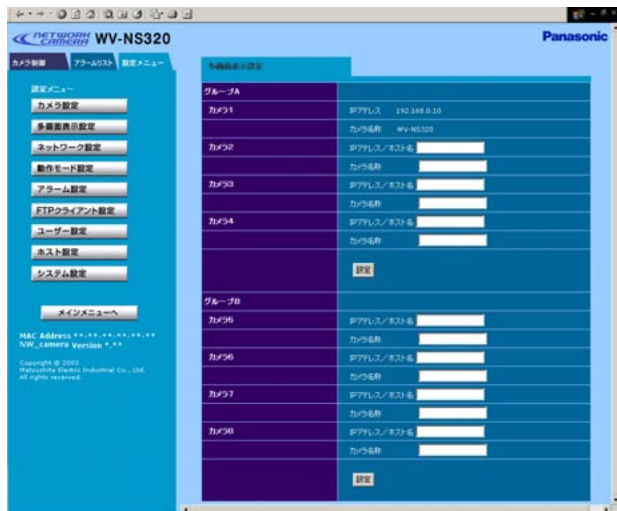 NETWORK CAMERA WV-NS320
Panasonic
カメラ制御
アラームリスト
設定メニュー
多画面表示設定
設定メニュー
カメラ設定
多画面表示設定
ネットワーク設定
動作モード設定
アラーム設定
FTPクライアント設定
ユーザー設定
ホスト設定
システム設定
メインメニューへ
MAC Address **-**-**-**-**-**
NW_camera Version *.**
Copyright © 2003
Matsushita Electric Industrial Co., Ltd.
All rights reserved.
グループA
カメラ1
IPアドレス 192.168.0.10
カメラ名称 WV-NS320
カメラ2
IPアドレス/ホスト名
カメラ名称
カメラ3
IPアドレス/ホスト名
カメラ名称
カメラ4
IPアドレス/ホスト名
カメラ名称
設定
グループB
カメラ5
IPアドレス/ホスト名
カメラ名称
カメラ6
IPアドレス/ホスト名
カメラ名称
カメラ7
IPアドレス/ホスト名
カメラ名称
カメラ8
IPアドレス/ホスト名
カメラ名称
設定